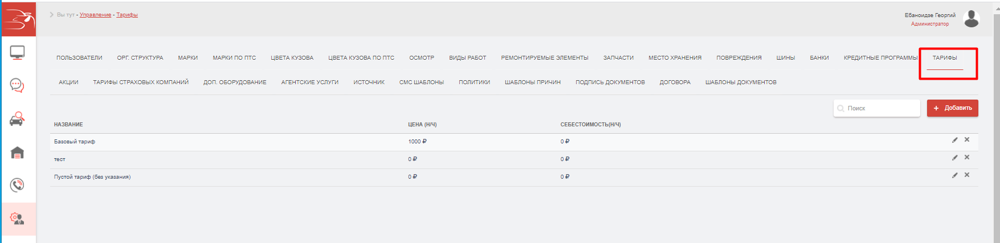 Вы тут - Управление - Тарифы
Ебаноидзе Георгий
Администратор
ПОЛЬЗОВАТЕЛИ ОРГ. СТРУКТУРА МАРКИ МАРКИ ПО ПТС ЦВЕТА КУЗОВА ЦВЕТА КУЗОВА ПО ПТС ОСМОТР ВИДЫ РАБОТ РЕМОНТИРУЕМЫЕ ЭЛЕМЕНТЫ ЗАПЧАСТИ МЕСТО ХРАНЕНИЯ ПОВРЕЖДЕНИЯ ШИНЫ БАНКИ КРЕДИТНЫЕ ПРОГРАММЫ ТАРИФЫ
АКЦИИ ТАРИФЫ СТРАХОВЫХ КОМПАНИЙ ДОП. ОБОРУДОВАНИЕ АГЕНТСКИЕ УСЛУГИ ИСТОЧНИК СМС ШАБЛОНЫ ПОЛИТИКИ ШАБЛОНЫ ПРИЧИН ПОДПИСЬ ДОКУМЕНТОВ ДОГОВОРА ШАБЛОНЫ ДОКУМЕНТОВ
Поиск + Добавить
НАЗВАНИЕ ЦЕНА (Н/Ч) СЕБЕСТОИМОСТЬ(Н/Ч)
Базовый тариф 1000 ₽ 0 ₽
тест 0 ₽ 0 ₽
Пустой тариф (без указания) 0 ₽ 0 ₽